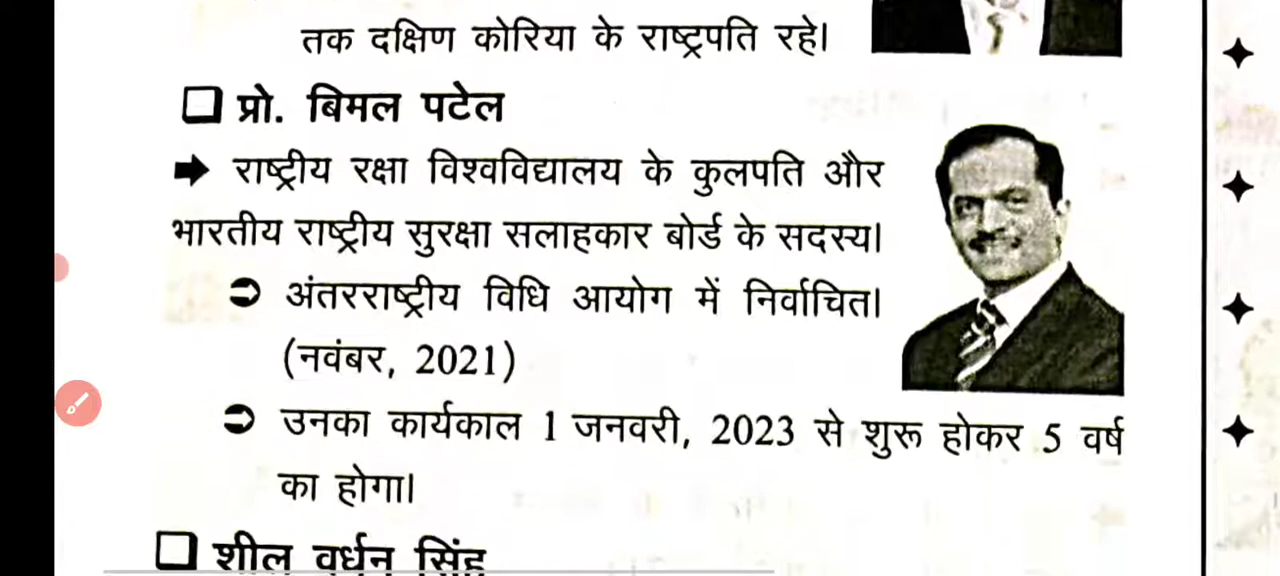 तक दक्षिण कोरिया के राष्ट्रपति रहे।
प्रो. बिमल पटेल
राष्ट्रीय रक्षा विश्वविद्यालय के कुलपति और
भारतीय राष्ट्रीय सुरक्षा सलाहकार बोर्ड के सदस्य।
अंतरराष्ट्रीय विधि आयोग में निर्वाचित।
(नवंबर, 2021)
उनका कार्यकाल 1 जनवरी, 2023 से शुरू होकर 5 वर्ष
का होगा।
शील वर्धन सिंह